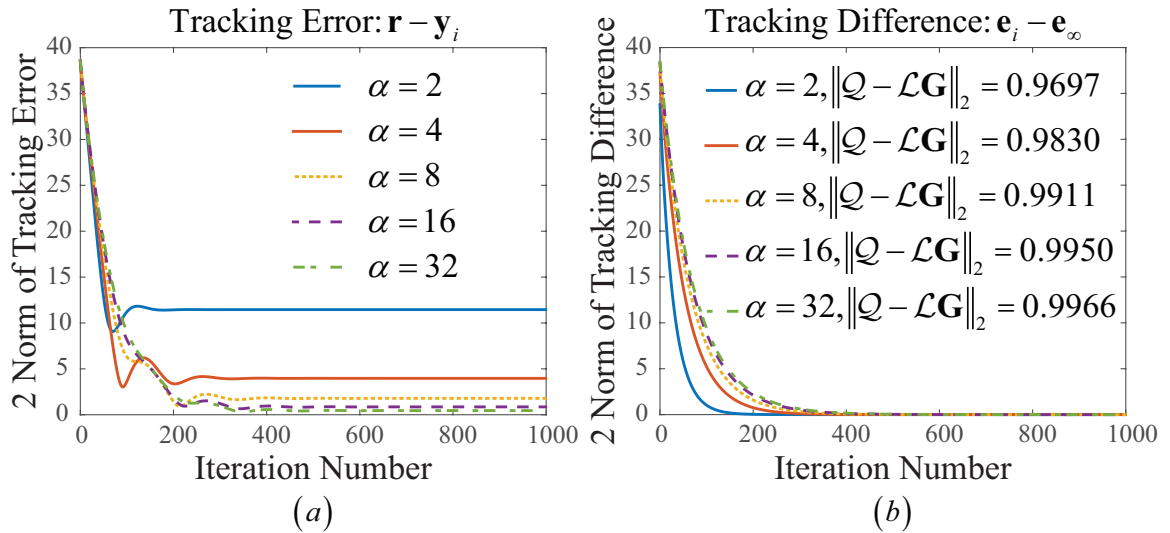 Tracking Error: r − y_i
2 Norm of Tracking Error
40
35
30
25
20
15
10
5
0
α = 2
α = 4
α = 8
α = 16
α = 32
0 200 400 600 800 1000
Iteration Number
(a)
Tracking Difference: e_i − e_∞
2 Norm of Tracking Difference
40
35
30
25
20
15
10
5
0
α = 2, ‖𝒬 − ℒG‖₂ = 0.9697
α = 4, ‖𝒬 − ℒG‖₂ = 0.9830
α = 8, ‖𝒬 − ℒG‖₂ = 0.9911
α = 16, ‖𝒬 − ℒG‖₂ = 0.9950
α = 32, ‖𝒬 − ℒG‖₂ = 0.9966
0 200 400 600 800 1000
Iteration Number
(b)